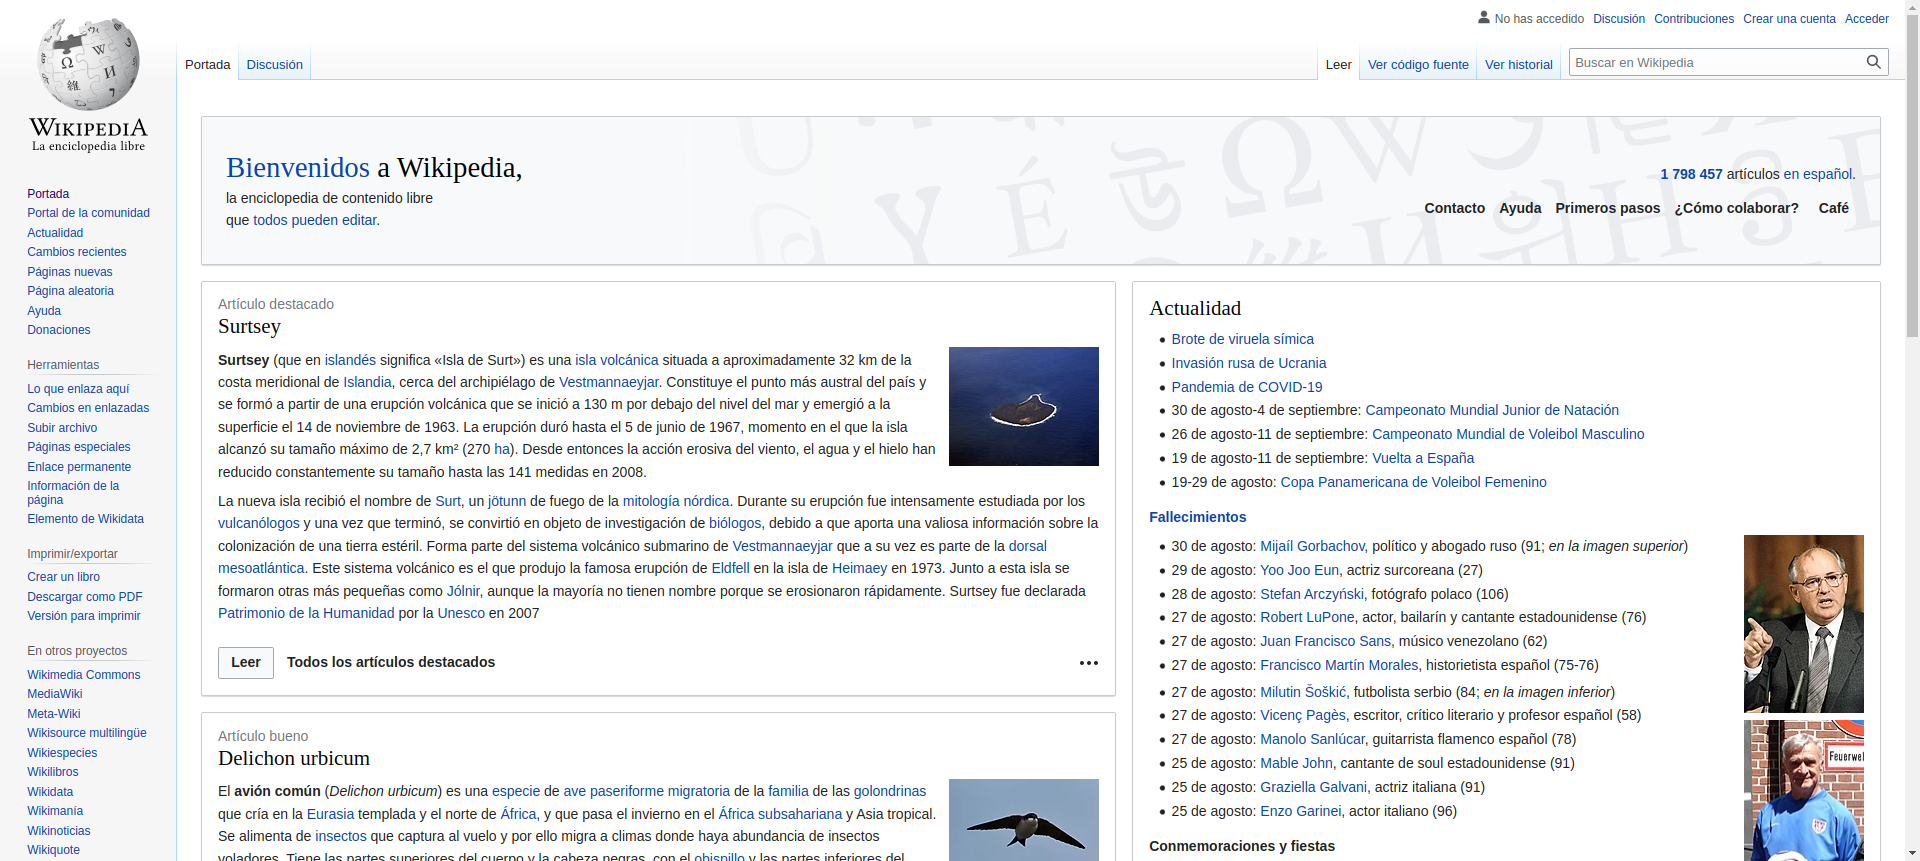 No has accedido Discusión Contribuciones Crear una cuenta Acceder
Portada Discusión Leer Ver código fuente Ver historial Buscar en Wikipedia
WIKIPEDIA
La enciclopedia libre
Portada
Portal de la comunidad
Actualidad
Cambios recientes
Páginas nuevas
Página aleatoria
Ayuda
Donaciones
Herramientas
Lo que enlaza aquí
Cambios en enlazadas
Subir archivo
Páginas especiales
Enlace permanente
Información de la
página
Elemento de Wikidata
Imprimir/exportar
Crear un libro
Descargar como PDF
Versión para imprimir
En otros proyectos
Wikimedia Commons
MediaWiki
Meta-Wiki
Wikisource multilingüe
Wikiespecies
Wikilibros
Wikidata
Wikimanía
Wikinoticias
Wikiquote
Bienvenidos a Wikipedia,
la enciclopedia de contenido libre
que todos pueden editar.
1 798 457 artículos en español.
Contacto Ayuda Primeros pasos ¿Cómo colaborar? Café
Artículo destacado
Surtsey
Surtsey (que en islandés significa «Isla de Surt») es una isla volcánica situada a aproximadamente 32 km de la
costa meridional de Islandia, cerca del archipiélago de Vestmannaeyjar. Constituye el punto más austral del país y
se formó a partir de una erupción volcánica que se inició a 130 m por debajo del nivel del mar y emergió a la
superficie el 14 de noviembre de 1963. La erupción duró hasta el 5 de junio de 1967, momento en el que la isla
alcanzó su tamaño máximo de 2,7 km² (270 ha). Desde entonces la acción erosiva del viento, el agua y el hielo han
reducido constantemente su tamaño hasta las 141 medidas en 2008.
La nueva isla recibió el nombre de Surt, un jötunn de fuego de la mitología nórdica. Durante su erupción fue intensamente estudiada por los
vulcanólogos y una vez que terminó, se convirtió en objeto de investigación de biólogos, debido a que aporta una valiosa información sobre la
colonización de una tierra estéril. Forma parte del sistema volcánico submarino de Vestmannaeyjar que a su vez es parte de la dorsal
mesoatlántica. Este sistema volcánico es el que produjo la famosa erupción de Eldfell en la isla de Heimaey en 1973. Junto a esta isla se
formaron otras más pequeñas como Jólnir, aunque la mayoría no tienen nombre porque se erosionaron rápidamente. Surtsey fue declarada
Patrimonio de la Humanidad por la Unesco en 2007
Leer Todos los artículos destacados
Artículo bueno
Delichon urbicum
El avión común (Delichon urbicum) es una especie de ave paseriforme migratoria de la familia de las golondrinas
que cría en la Eurasia templada y el norte de África, y que pasa el invierno en el África subsahariana y Asia tropical.
Se alimenta de insectos que captura al vuelo y por ello migra a climas donde haya abundancia de insectos
voladores. Tiene las partes superiores del cuerpo y la cabeza negras, con el obispillo y las partes inferiores del
Actualidad
Brote de viruela símica
Invasión rusa de Ucrania
Pandemia de COVID-19
30 de agosto-4 de septiembre: Campeonato Mundial Junior de Natación
26 de agosto-11 de septiembre: Campeonato Mundial de Voleibol Masculino
19 de agosto-11 de septiembre: Vuelta a España
19-29 de agosto: Copa Panamericana de Voleibol Femenino
Fallecimientos
30 de agosto: Mijaíl Gorbachov, político y abogado ruso (91; en la imagen superior)
29 de agosto: Yoo Joo Eun, actriz surcoreana (27)
28 de agosto: Stefan Arczyński, fotógrafo polaco (106)
27 de agosto: Robert LuPone, actor, bailarín y cantante estadounidense (76)
27 de agosto: Juan Francisco Sans, músico venezolano (62)
27 de agosto: Francisco Martín Morales, historietista español (75-76)
27 de agosto: Milutin Šoškić, futbolista serbio (84; en la imagen inferior)
27 de agosto: Vicenç Pagès, escritor, crítico literario y profesor español (58)
27 de agosto: Manolo Sanlúcar, guitarrista flamenco español (78)
25 de agosto: Mable John, cantante de soul estadounidense (91)
25 de agosto: Graziella Galvani, actriz italiana (91)
25 de agosto: Enzo Garinei, actor italiano (96)
Feuerweh
Conmemoraciones y fiestas